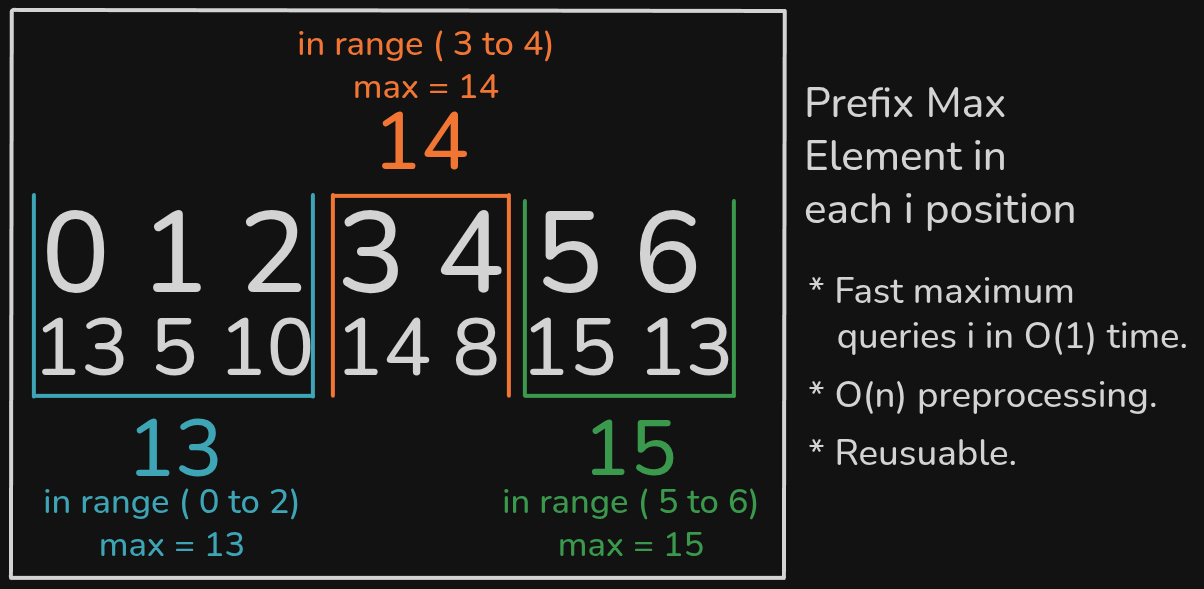 in range ( 3 to 4)
max = 14
14
0 1 2 3 4 5 6
13 5 10 14 8 15 13
13
in range ( 0 to 2)
max = 13
15
in range ( 5 to 6)
max = 15
Prefix Max
Element in
each i position
* Fast maximum
queries i in O(1) time.
* O(n) preprocessing.
* Reusuable.